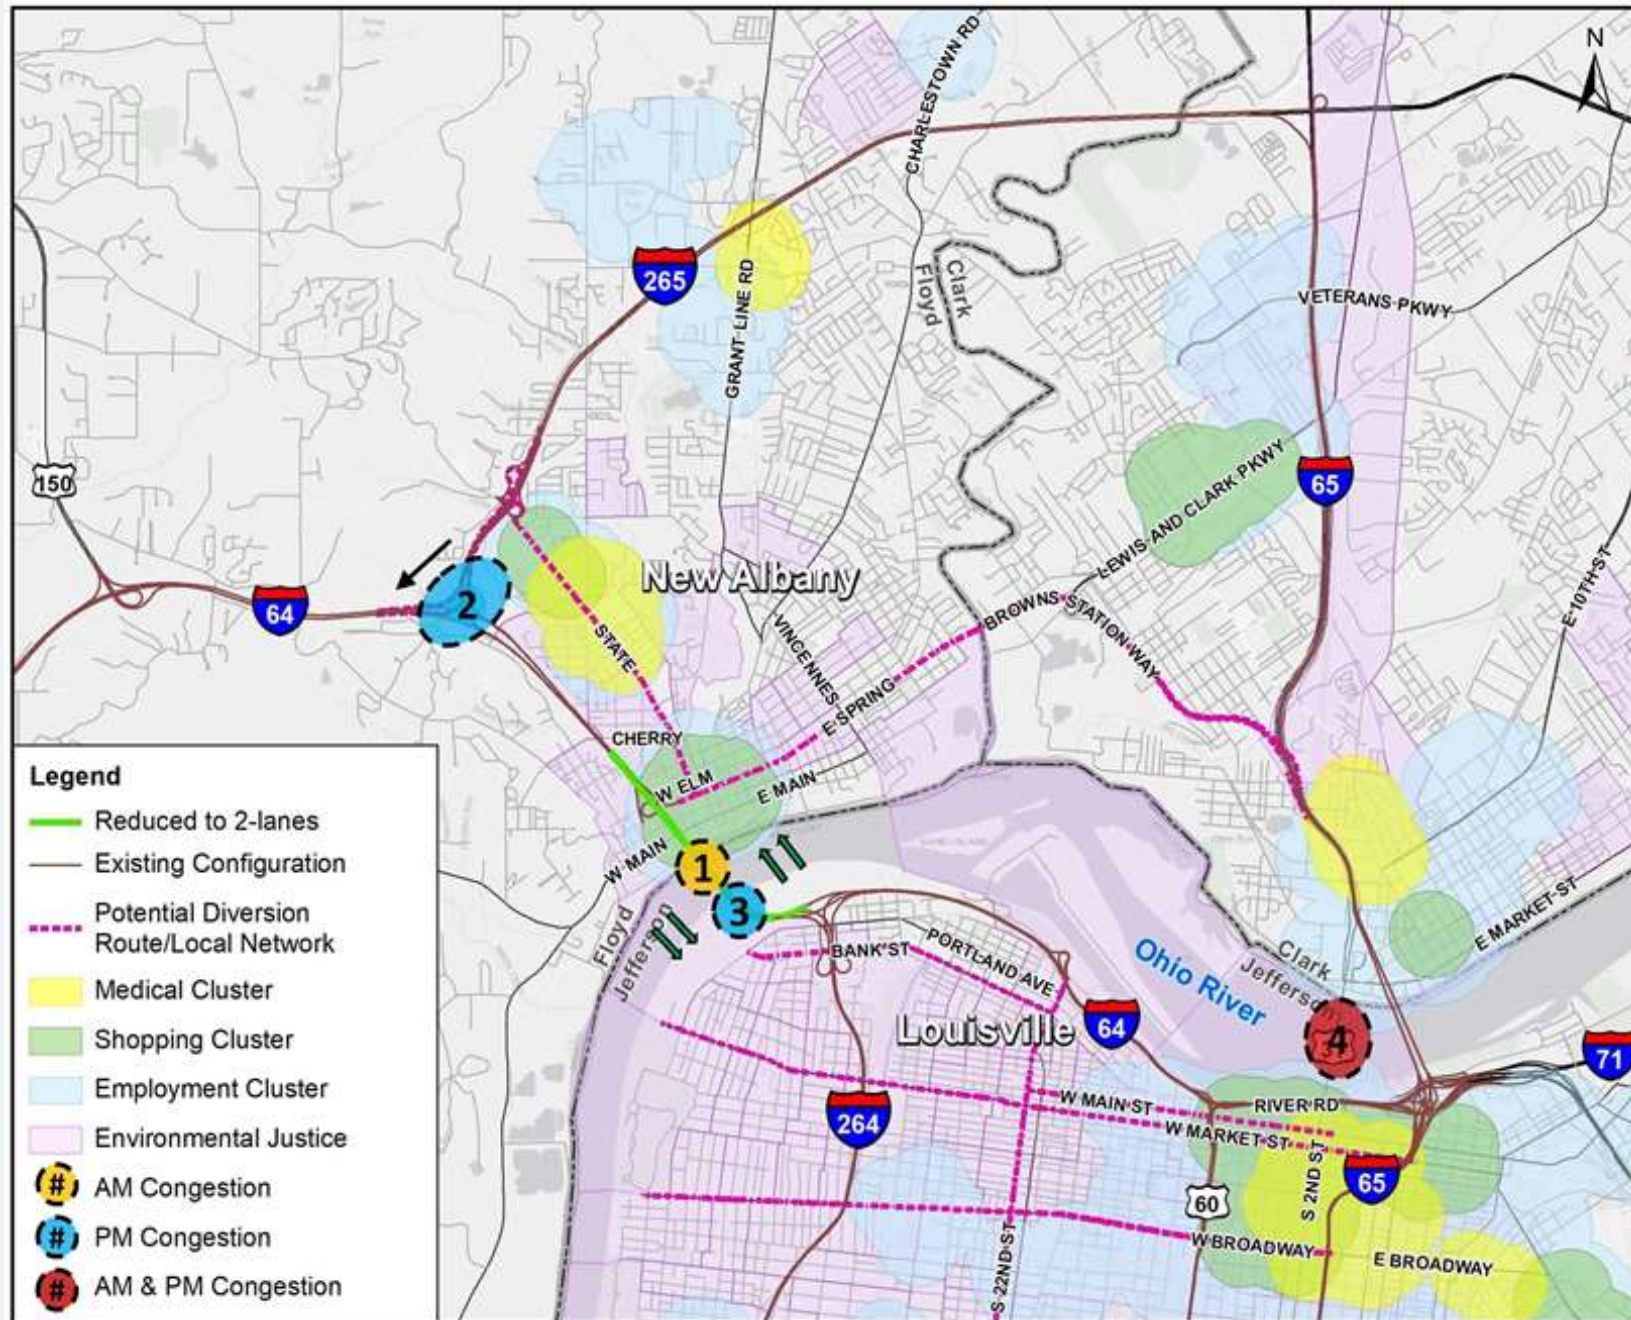 N
CHARLESTOWN RD
265
GRANT LINE RD
Clark
Floyd
VETERANS PKWY
150
65
LEWIS AND CLARK PKWY
New Albany
2
64
STATE
VINCENNES
BROWNS STATION WAY
E 10TH ST
E SPRING
CHERRY
W ELM
E MAIN
W MAIN
1
3
Floyd
Jefferson
BANK ST
PORTLAND AVE
Ohio River
Clark
Jefferson
E MARKET ST
4
Louisville
64
71
264
W MAIN ST
RIVER RD
W MARKET ST
S 2ND ST
65
60
W BROADWAY
E BROADWAY
S 22ND ST
Legend
Reduced to 2-lanes
Existing Configuration
Potential Diversion
Route/Local Network
Medical Cluster
Shopping Cluster
Employment Cluster
Environmental Justice
# AM Congestion
# PM Congestion
# AM & PM Congestion